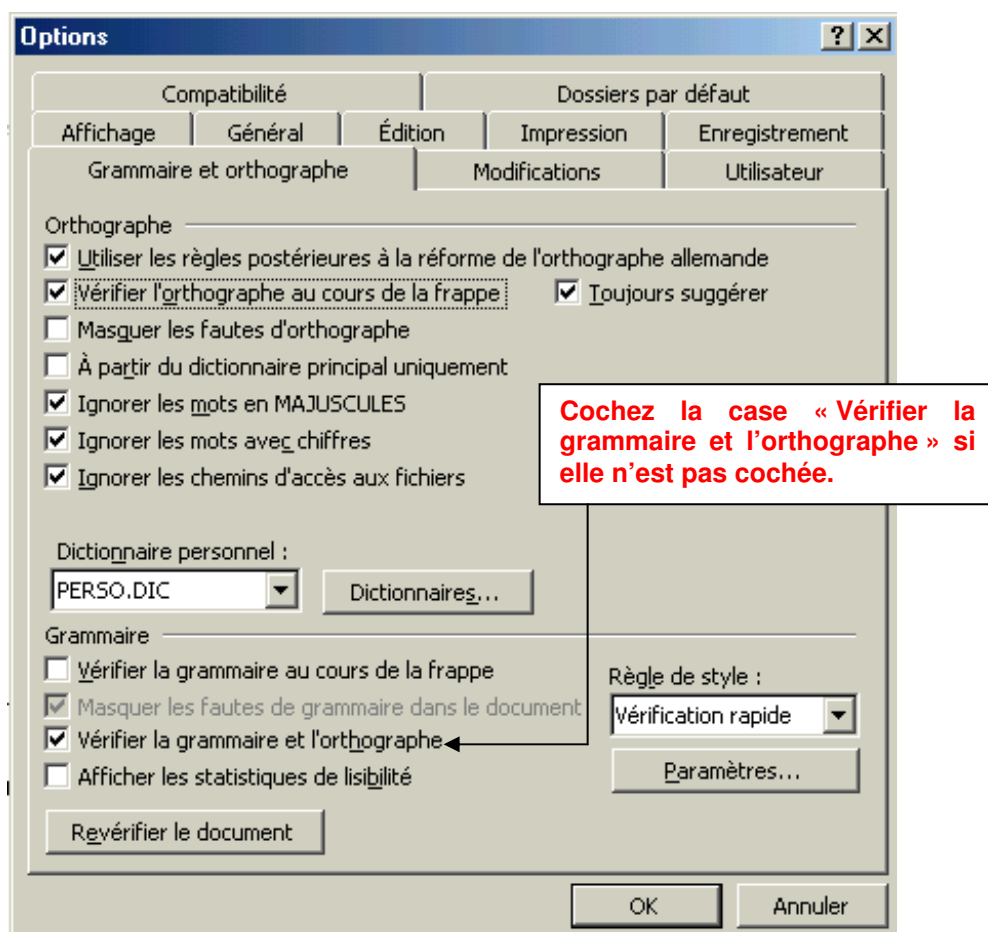 Options
Compatibilité Dossiers par défaut
Affichage Général Édition Impression Enregistrement
Grammaire et orthographe Modifications Utilisateur
Orthographe
Utiliser les règles postérieures à la réforme de l'orthographe allemande
Vérifier l'orthographe au cours de la frappe Toujours suggérer
Masquer les fautes d'orthographe
À partir du dictionnaire principal uniquement
Ignorer les mots en MAJUSCULES
Ignorer les mots avec chiffres
Ignorer les chemins d'accès aux fichiers
Cochez la case « Vérifier la
grammaire et l’orthographe » si
elle n’est pas cochée.
Dictionnaire personnel :
PERSO.DIC Dictionnaires...
Grammaire
Vérifier la grammaire au cours de la frappe
Masquer les fautes de grammaire dans le document
Vérifier la grammaire et l'orthographe
Afficher les statistiques de lisibilité
Règle de style :
Vérification rapide
Paramètres...
Revérifier le document
OK Annuler